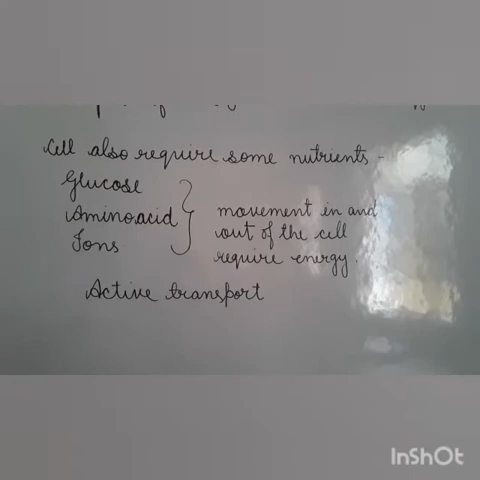 Cell also require some nutrients -
Glucose
Aminoacid
Ions
movement in and
out of the cell
require energy.
Active transport
InShOt